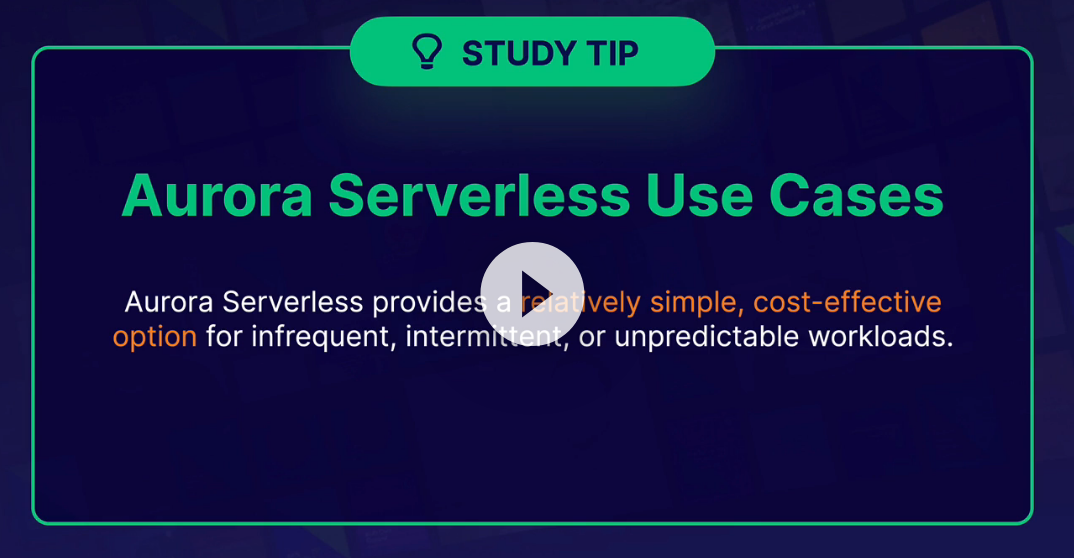 STUDY TIP
Aurora Serverless Use Cases
Aurora Serverless provides a relatively simple, cost-effective
option for infrequent, intermittent, or unpredictable workloads.